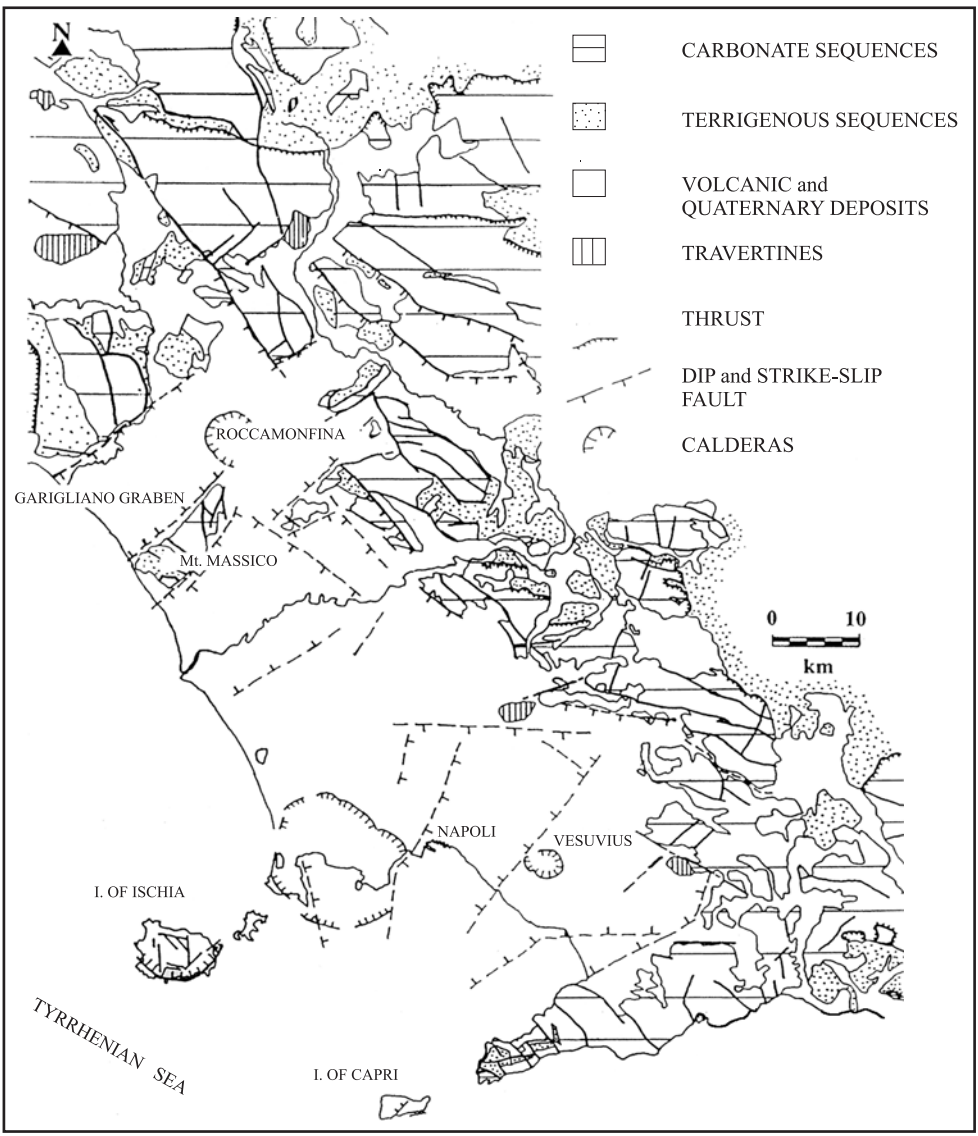 N
CARBONATE SEQUENCES
TERRIGENOUS SEQUENCES
VOLCANIC and
QUATERNARY DEPOSITS
TRAVERTINES
THRUST
DIP and STRIKE-SLIP
FAULT
CALDERAS
ROCCAMONFINA
GARIGLIANO GRABEN
Mt. MASSICO
0 10
km
NAPOLI
VESUVIUS
I. OF ISCHIA
TYRRHENIAN SEA
I. OF CAPRI